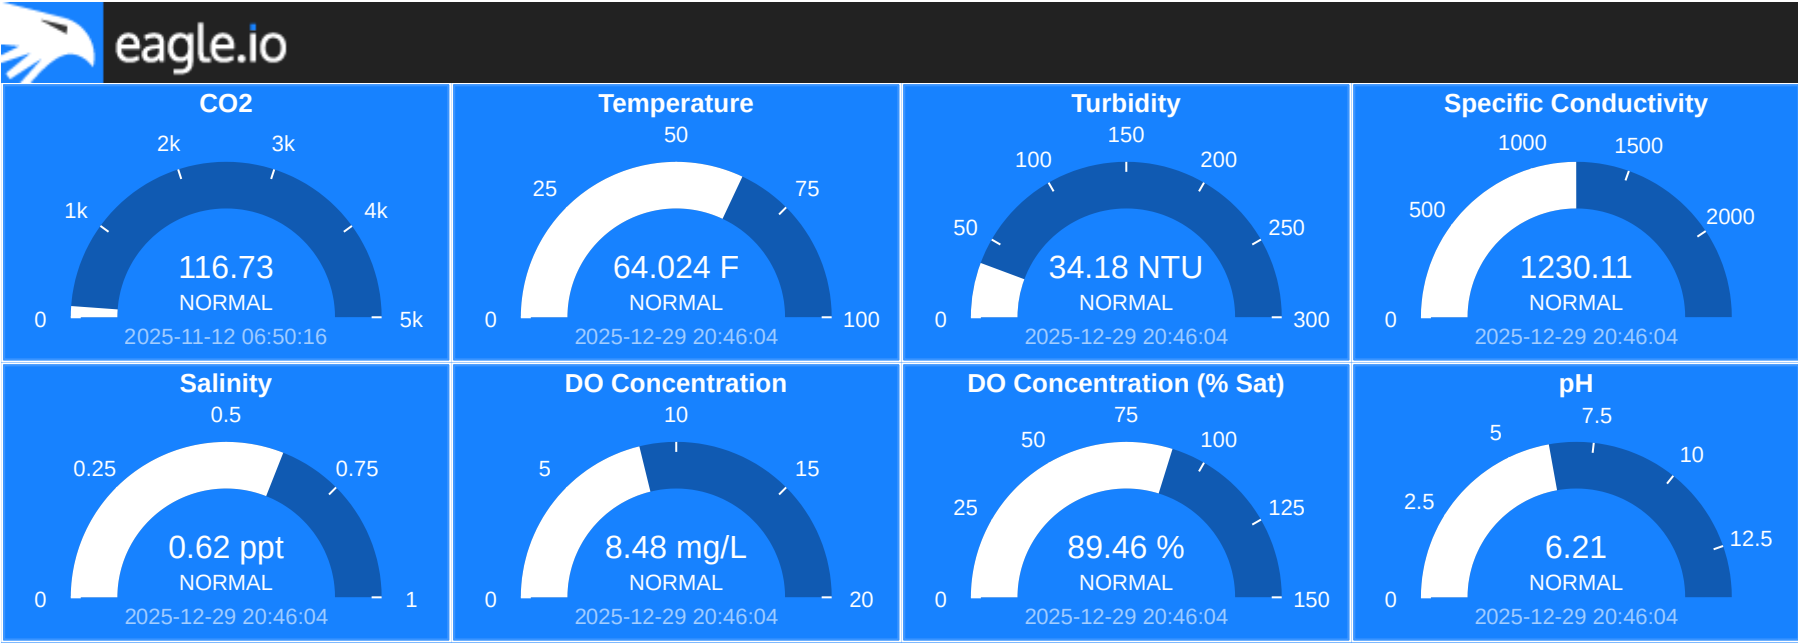 eagle.io
CO2
0
1k
2k
3k
4k
5k
116.73
NORMAL
2025-11-12 06:50:16
Temperature
0
25
50
75
100
64.024 F
NORMAL
2025-12-29 20:46:04
Turbidity
0
50
100
150
200
250
300
34.18 NTU
NORMAL
2025-12-29 20:46:04
Specific Conductivity
0
500
1000
1500
2000
1230.11
NORMAL
2025-12-29 20:46:04
Salinity
0
0.25
0.5
0.75
1
0.62 ppt
NORMAL
2025-12-29 20:46:04
DO Concentration
0
5
10
15
20
8.48 mg/L
NORMAL
2025-12-29 20:46:04
DO Concentration (% Sat)
0
25
50
75
100
125
150
89.46 %
NORMAL
2025-12-29 20:46:04
pH
0
2.5
5
7.5
10
12.5
6.21
NORMAL
2025-12-29 20:46:04